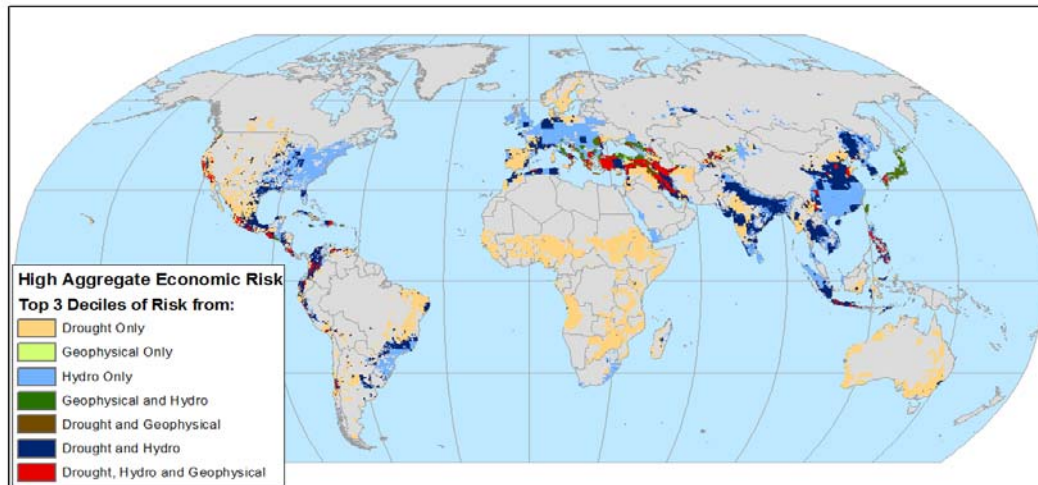 High Aggregate Economic Risk
Top 3 Deciles of Risk from:
Drought Only
Geophysical Only
Hydro Only
Geophysical and Hydro
Drought and Geophysical
Drought and Hydro
Drought, Hydro and Geophysical